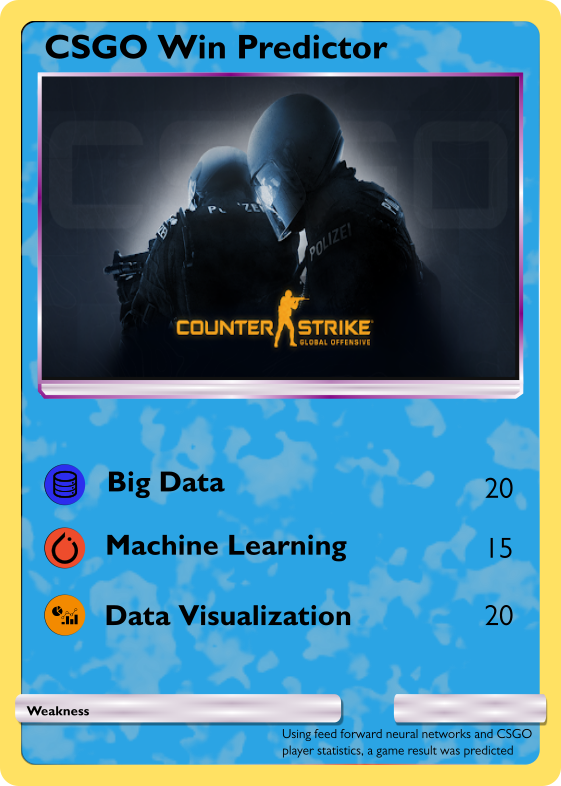 CSGO Win Predictor
CSGO
POLIZEI
COUNTER STRIKE
GLOBAL OFFENSIVE
Big Data
20
Machine Learning
15
Data Visualization
20
Weakness
Using feed forward neural networks and CSGO
player statistics, a game result was predicted